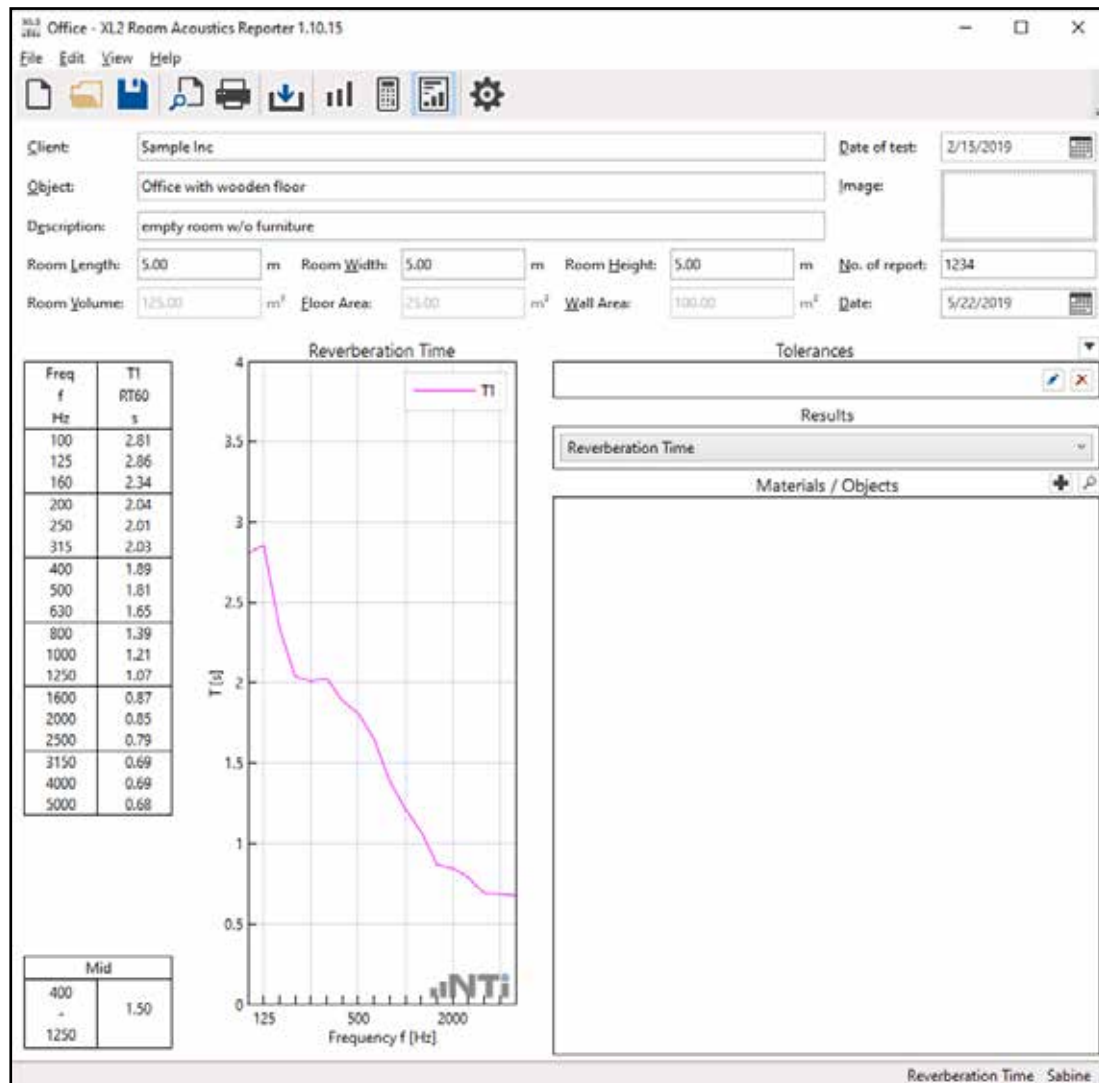 Office - XL2 Room Acoustics Reporter 1.10.15
File Edit View Help
Client: Sample Inc Date of test: 2/15/2019
Object: Office with wooden floor Image:
Description: empty room w/o furniture
Room Length: 5.00 m Room Width: 5.00 m Room Height: 5.00 m No. of report: 1234
Room Volume: 125.00 m³ Floor Area: 25.00 m² Wall Area: 100.00 m² Date: 5/22/2019
Freq T1
f RT60
Hz s
100 2.81
125 2.86
160 2.34
200 2.04
250 2.01
315 2.03
400 1.89
500 1.81
630 1.65
800 1.39
1000 1.21
1250 1.07
1600 0.87
2000 0.85
2500 0.79
3150 0.69
4000 0.69
5000 0.68
Mid
400
-
1250
1.50
Reverberation Time
T1
4
3.5
3
2.5
2
1.5
1
0.5
0
T [s]
125 500 2000
Frequency f [Hz]
NTi
Tolerances
Results
Reverberation Time
Materials / Objects
Reverberation Time Sabine